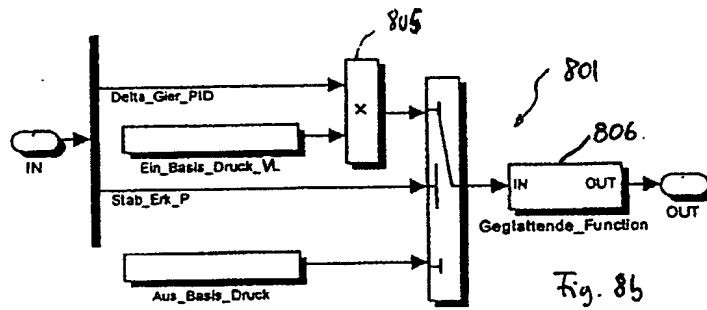 805
Delta_Gier_PID
801
×
806.
IN
Ein_Basis_Druck_VL
IN OUT
Stab_Erk_P
Geglattende_Function
OUT
Aus_Basis_Druck
Fig. 8b